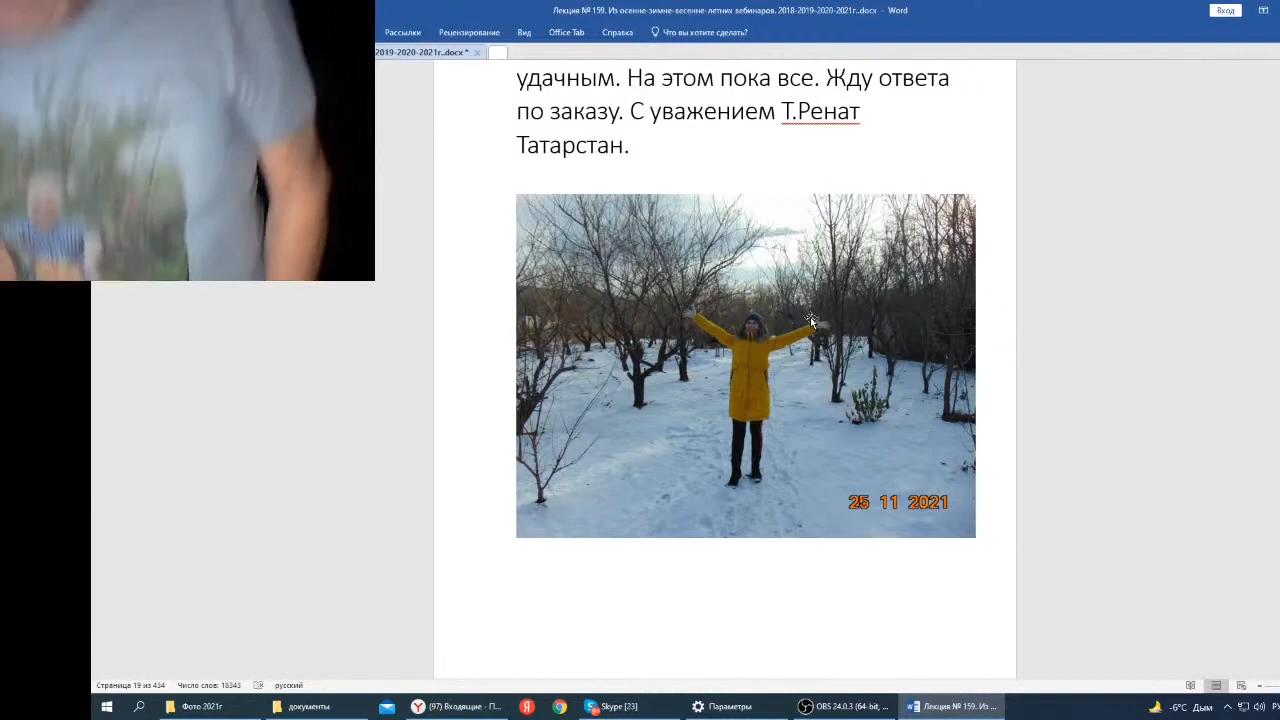 Лекция № 159. Из осенне-зимне-весенне-летних вебинаров. 2018-2019-2020-2021г..docx - Word
Вход
Рассылки Рецензирование Вид Office Tab Справка Что вы хотите сделать?
2019-2020-2021г..docx *
удачным. На этом пока все. Жду ответа
по заказу. С уважением Т.Ренат
Татарстан.
25 11 2021
Страница 19 из 434 Число слов: 18343 русский
Фото 2021г документы (97) Входящие - П... Skype [23] Параметры OBS 24.0.3 (64-bit, ... Лекция № 159. Из ... -6°C Дым